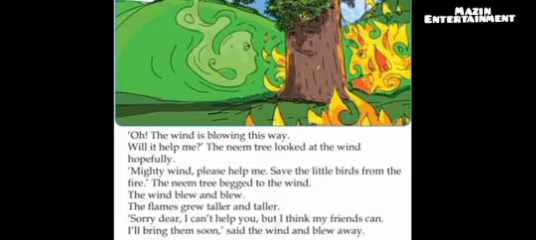 MAZIN
ENTERTAINMENT
'Oh! The wind is blowing this way.
Will it help me?' The neem tree looked at the wind
hopefully.
'Mighty wind, please help me. Save the little birds from the
fire.' The neem tree begged to the wind.
The wind blew and blew.
The flames grew taller and taller.
'Sorry dear, I can't help you, but I think my friends can.
I'll bring them soon,' said the wind and blew away.